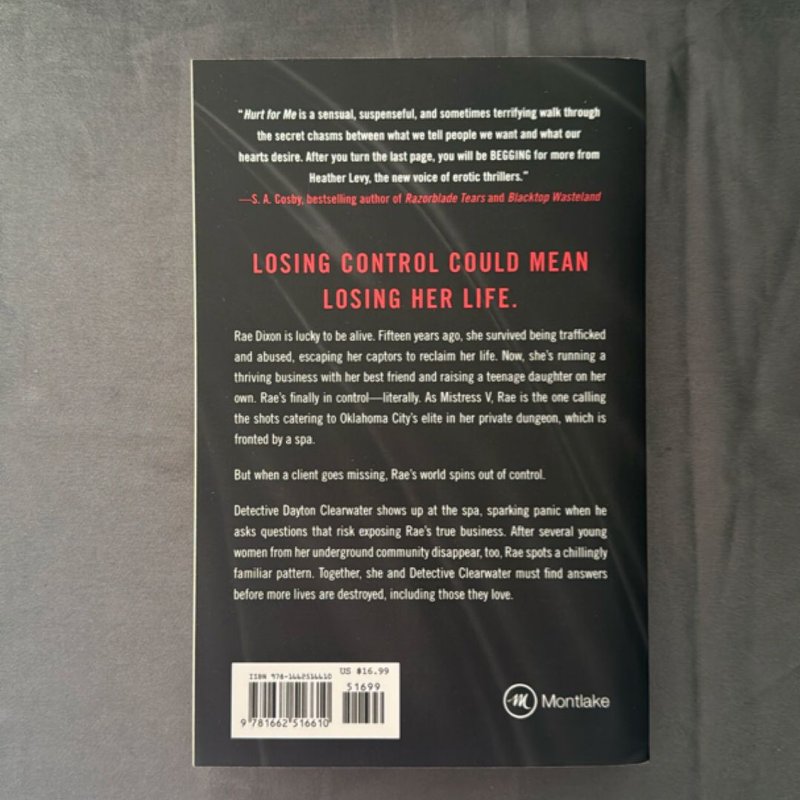 "Hurt for Me is a sensual, suspenseful, and sometimes terrifying walk through
the secret chasms between what we tell people we want and what our
hearts desire. After you turn the last page, you will be BEGGING for more from
Heather Levy, the new voice of erotic thrillers."
—S. A. Cosby, bestselling author of Razorblade Tears and Blacktop Wasteland
LOSING CONTROL COULD MEAN
LOSING HER LIFE.
Rae Dixon is lucky to be alive. Fifteen years ago, she survived being trafficked
and abused, escaping her captors to reclaim her life. Now, she's running a
thriving business with her best friend and raising a teenage daughter on her
own. Rae's finally in control—literally. As Mistress V, Rae is the one calling
the shots catering to Oklahoma City's elite in her private dungeon, which is
fronted by a spa.
But when a client goes missing, Rae's world spins out of control.
Detective Dayton Clearwater shows up at the spa, sparking panic when he
asks questions that risk exposing Rae's true business. After several young
women from her underground community disappear, too, Rae spots a chillingly
familiar pattern. Together, she and Detective Clearwater must find answers
before more lives are destroyed, including those they love.
US $16.99
ISBN 978-1662516610
51699
9 781662 516610
M Montlake